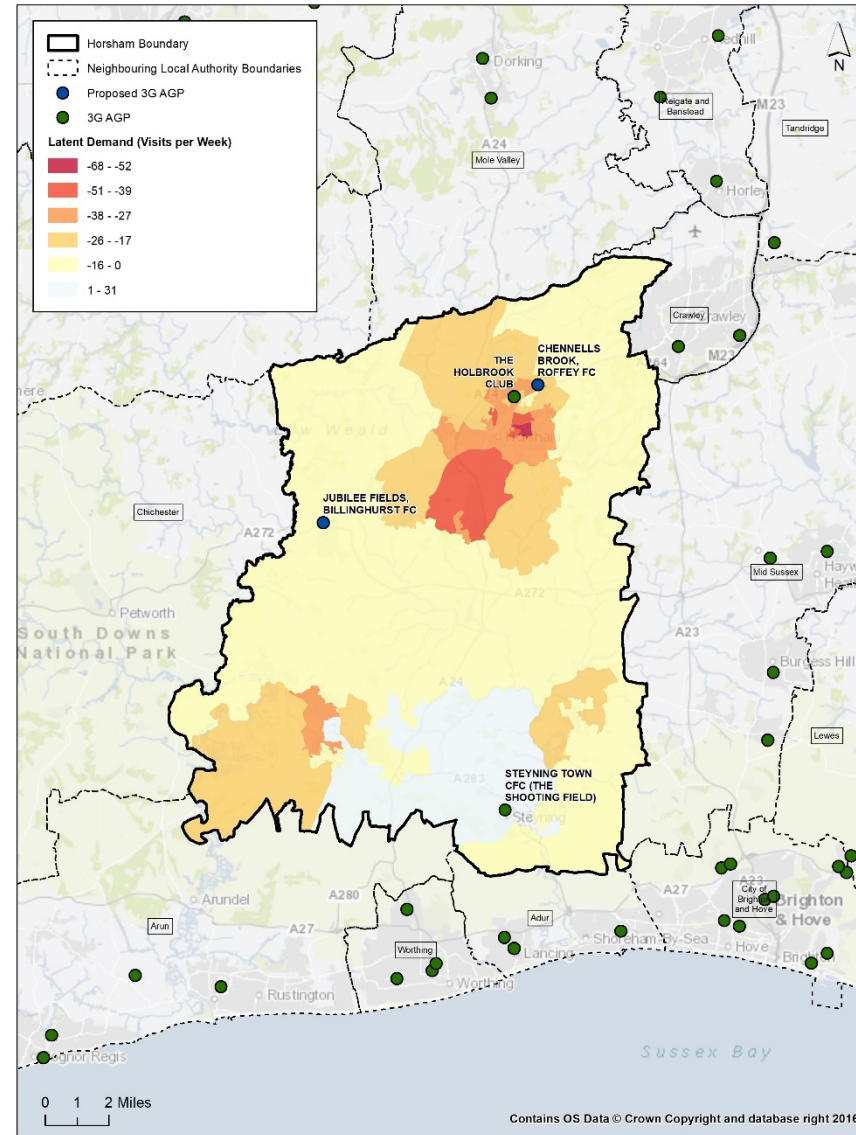 Horsham Boundary
Neighbouring Local Authority Boundaries
Proposed 3G AGP
3G AGP
Latent Demand (Visits per Week)
-68 - -52
-51 - -39
-38 - -27
-26 - -17
-16 - 0
1 - 31
N
Dorking
A24
Mole Valley
Reigate and
Banstead
M23
Tandridge
Horley
Crawley
M23
THE
HOLBROOK
CLUB
CHENNELLS
BROOK,
ROFFEY FC
JUBILEE FIELDS,
BILLINGHURST FC
Chichester
A272
A272
Mid Sussex
A23
Petworth
South Downs
National Park
Burgess Hill
A24
Lewes
A283
STEYNING TOWN
CFC (THE
SHOOTING FIELD)
Steyning
Arundel
A280
A27
Arun
Worthing
Worthing
Rustington
Adur
Lancing
Shoreham-By-Sea
A27
A23
City of
Brighton
and Hove
Brighton
& Hove
Hove
Sussex Bay
0 1 2 Miles
Contains OS Data © Crown Copyright and database right 2016